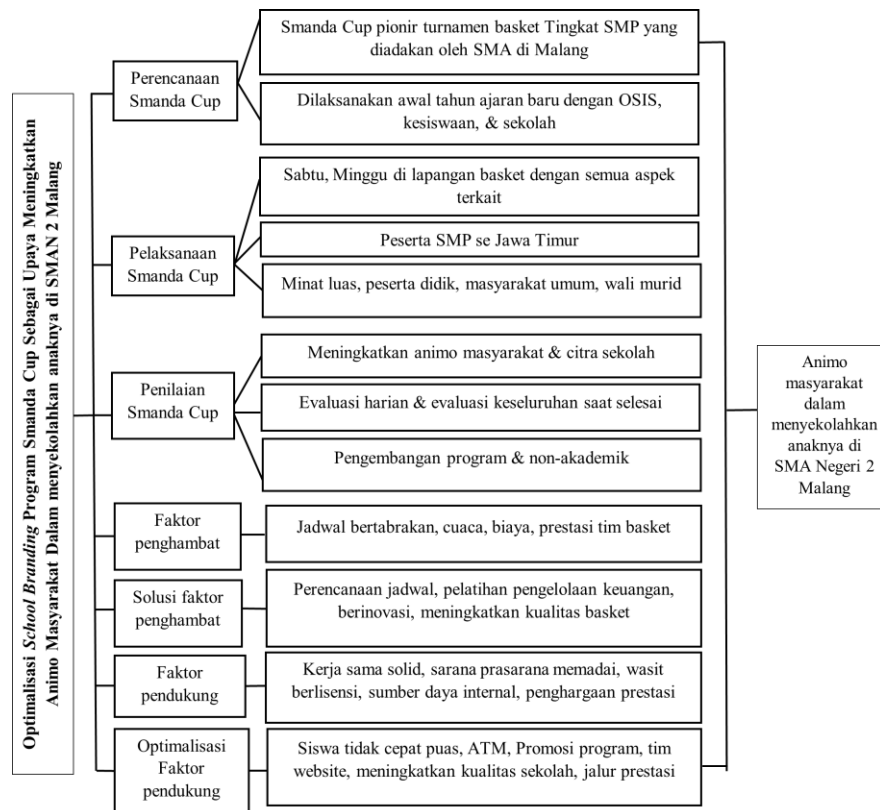 Optimalisasi School Branding Program Smanda Cup Sebagai Upaya Meningkatkan
Animo Masyarakat Dalam menyekolahkan anaknya di SMAN 2 Malang
Perencanaan
Smanda Cup
Smanda Cup pionir turnamen basket Tingkat SMP yang
diadakan oleh SMA di Malang
Dilaksanakan awal tahun ajaran baru dengan OSIS,
kesiswaan, & sekolah
Pelaksanaan
Smanda Cup
Sabtu, Minggu di lapangan basket dengan semua aspek
terkait
Peserta SMP se Jawa Timur
Minat luas, peserta didik, masyarakat umum, wali murid
Penilaian
Smanda Cup
Meningkatkan animo masyarakat & citra sekolah
Evaluasi harian & evaluasi keseluruhan saat selesai
Pengembangan program & non-akademik
Faktor
penghambat
Jadwal bertabrakan, cuaca, biaya, prestasi tim basket
Solusi faktor
penghambat
Perencanaan jadwal, pelatihan pengelolaan keuangan,
berinovasi, meningkatkan kualitas basket
Faktor
pendukung
Kerja sama solid, sarana prasarana memadai, wasit
berlisensi, sumber daya internal, penghargaan prestasi
Optimalisasi
Faktor
pendukung
Siswa tidak cepat puas, ATM, Promosi program, tim
website, meningkatkan kualitas sekolah, jalur prestasi
Animo
masyarakat
dalam
menyekolahkan
anaknya di
SMA Negeri 2
Malang